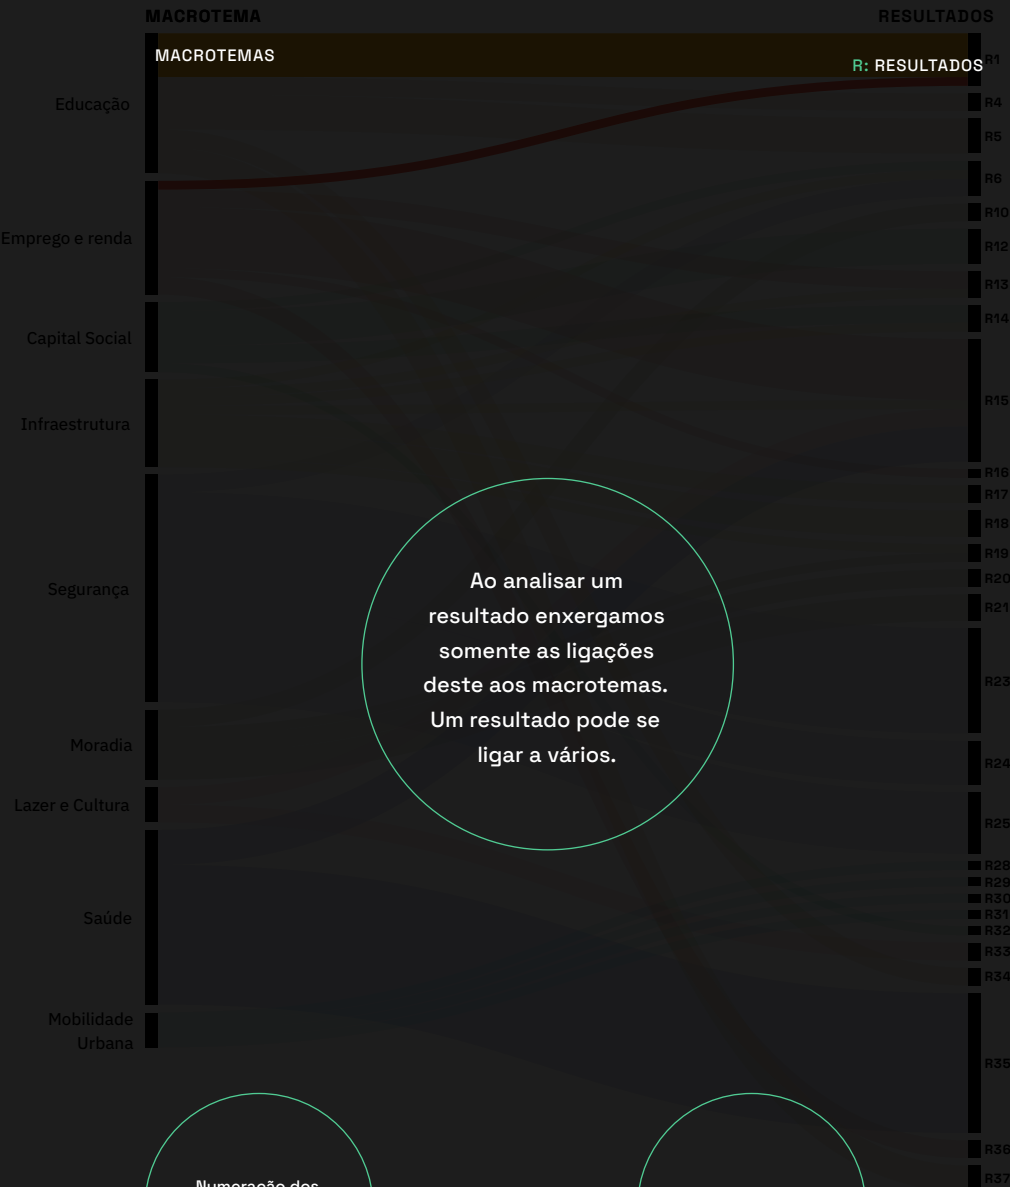 MACROTEMA
RESULTADOS
MACROTEMAS
R: RESULTADOS
R1
Educação
R4
R5
R6
R10
Emprego e renda
R12
R13
R14
Capital Social
R15
Infraestrutura
R16
R17
R18
R19
R20
Segurança
R21
R23
Moradia
R24
Lazer e Cultura
R25
R28
R29
R30
R31
Saúde
R32
R33
R34
Mobilidade
Urbana
R35
R36
R37
Ao analisar um
resultado enxergamos
somente as ligações
deste aos macrotemas.
Um resultado pode se
ligar a vários.
Numeração dos